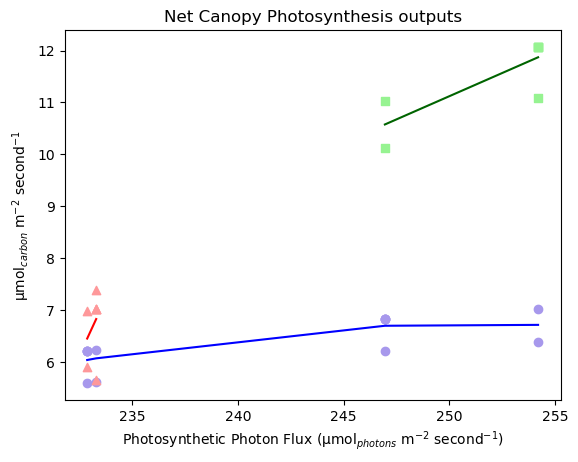 Net Canopy Photosynthesis outputs
μmol_carbon m⁻² second⁻¹
12
11
10
9
8
7
6
235 240 245 250 255
Photosynthetic Photon Flux (μmol_photons m⁻² second⁻¹)